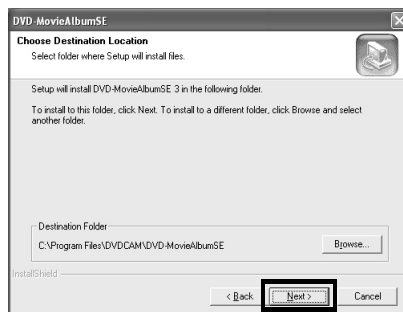 DVD-MovieAlbumSE
Choose Destination Location
Select folder where Setup will install files.
Setup will install DVD-MovieAlbumSE 3 in the following folder.
To install to this folder, click Next. To install to a different folder, click Browse and select
another folder.
Destination Folder
C:\Program Files\DVDCAM\DVD-MovieAlbumSE
Browse...
InstallShield
< Back
Next >
Cancel